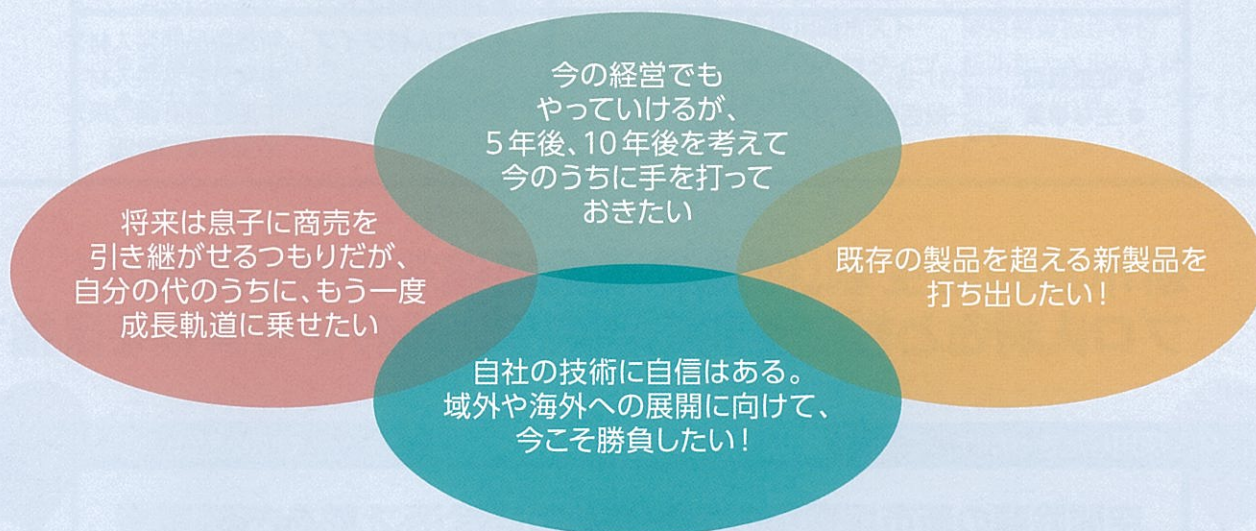 今の経営でも
やっていけるが、
5年後、10年後を考えて
今のうちに手を打って
おきたい
将来は息子に商売を
引き継がせるつもりだが、
自分の代のうちに、もう一度
成長軌道に乗せたい
既存の製品を超える新製品を
打ち出したい！
自社の技術に自信はある。
域外や海外への展開に向けて、
今こそ勝負したい！